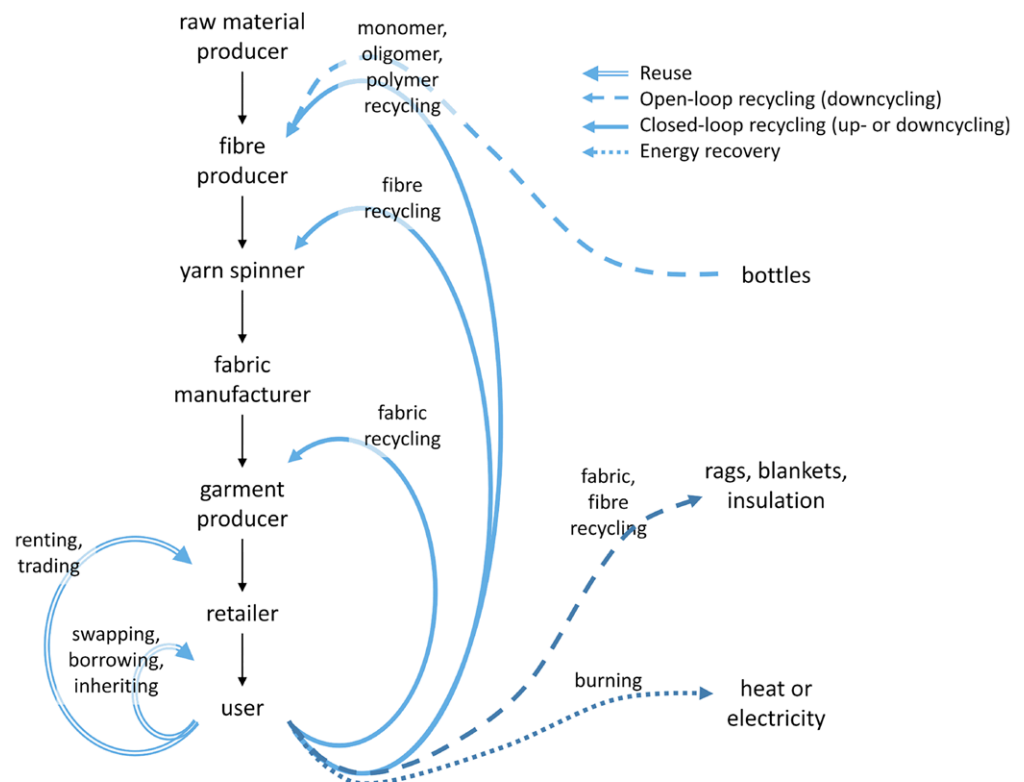 raw material
producer
monomer,
oligomer,
polymer
recycling
Reuse
Open-loop recycling (downcycling)
Closed-loop recycling (up- or downcycling)
Energy recovery
fibre
producer
fibre
recycling
yarn spinner
bottles
fabric
manufacturer
fabric
recycling
garment
producer
fabric,
fibre
recycling
rags, blankets,
insulation
renting,
trading
retailer
swapping,
borrowing,
inheriting
user
burning
heat or
electricity